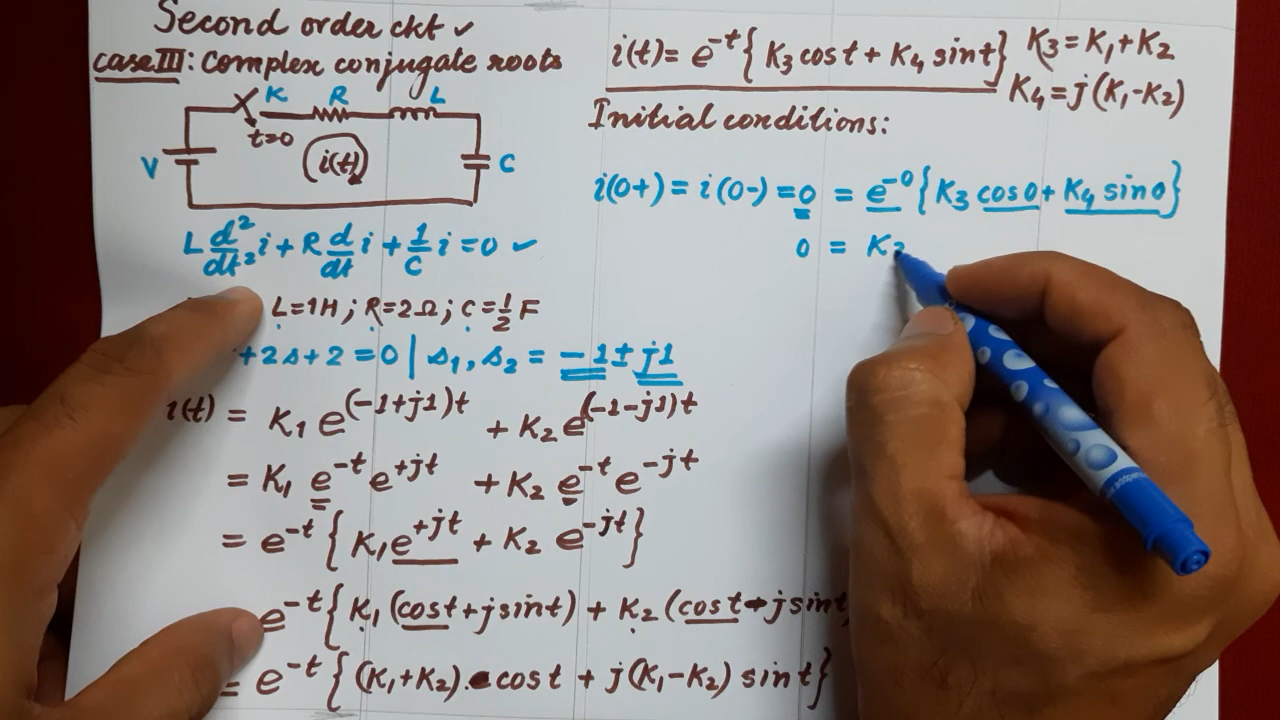 Second order ckt ✓
case III: Complex conjugate roots
K R L
t=0
i(t)
V
C
L d²/dt² i + R d/dt i + 1/C i = 0 ✓
L=1H ; R=2Ω ; C=½F
+2s+2=0 | s₁, s₂ = -1 ± j1
i(t) = K₁ e^(-1+j1)t + K₂ e^(-1-j1)t
= K₁ e^-t e^+jt + K₂ e^-t e^-jt
= e^-t { K₁ e^+jt + K₂ e^-jt }
e^-t { K₁ (cost + jsint) + K₂ (cost - jsint
= e^-t { (K₁+K₂). cost + j(K₁-K₂) sint }
i(t) = e^-t { K₃ cost + K₄ sint } K₃ = K₁ + K₂
K₄ = j(K₁-K₂)
Initial conditions:
i(0+) = i(0-) = 0 = e^-0 { K₃ cos0 + K₄ sin0 }
0 = K₃